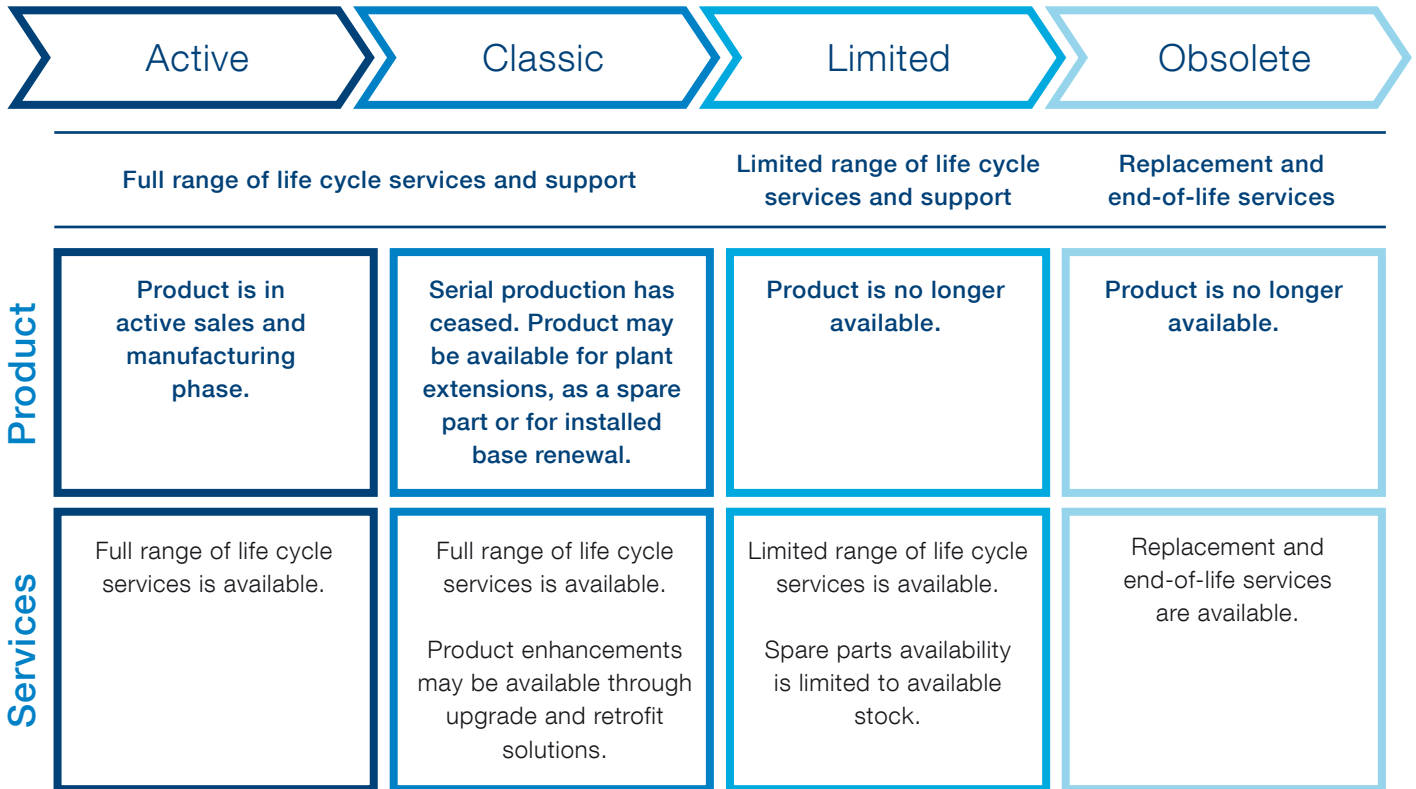 Active
Classic
Limited
Obsolete
Full range of life cycle services and support
Limited range of life cycle
services and support
Replacement and
end-of-life services
Product
Product is in
active sales and
manufacturing
phase.
Serial production has
ceased. Product may
be available for plant
extensions, as a spare
part or for installed
base renewal.
Product is no longer
available.
Product is no longer
available.
Services
Full range of life cycle
services is available.
Full range of life cycle
services is available.
Product enhancements
may be available through
upgrade and retrofit
solutions.
Limited range of life cycle
services is available.
Spare parts availability
is limited to available
stock.
Replacement and
end-of-life services
are available.